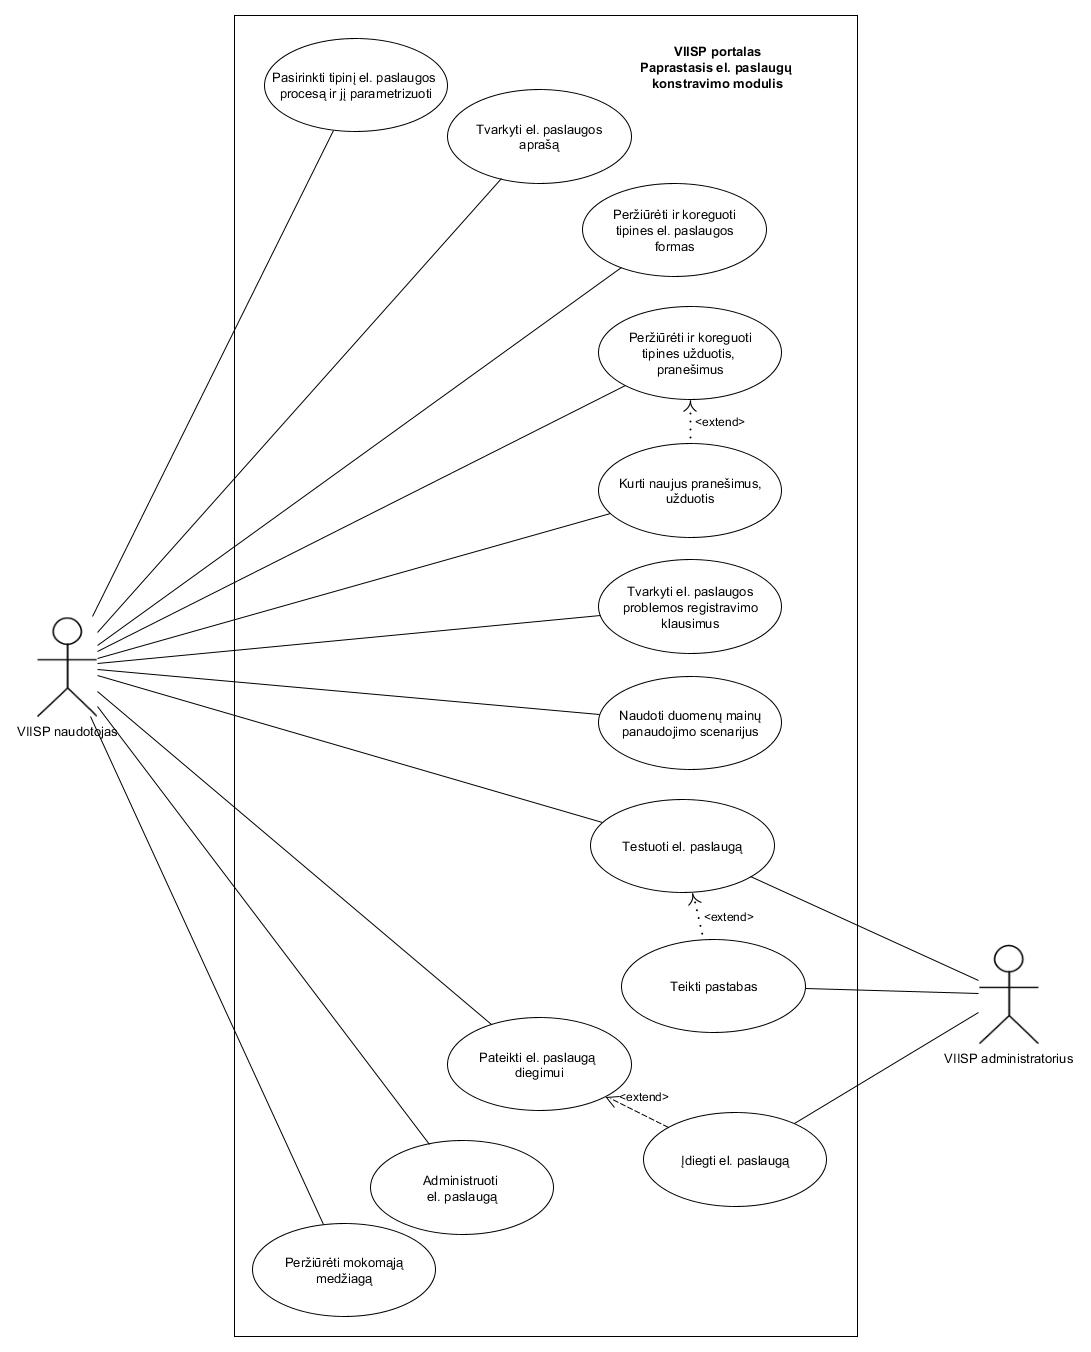 VIISP portalas
Paprastasis el. paslaugų
konstravimo modulis
Pasirinkti tipinį el. paslaugos
procesą ir jį parametrizuoti
Tvarkyti el. paslaugos
aprašą
Peržiūrėti ir koreguoti
tipines el. paslaugos
formas
Peržiūrėti ir koreguoti
tipines užduotis,
pranešimus
<extend>
Kurti naujus pranešimus,
užduotis
Tvarkyti el. paslaugos
problemos registravimo
klausimus
Naudoti duomenų mainų
panaudojimo scenarijus
VIISP naudotojas
Testuoti el. paslaugą
<extend>
Teikti pastabas
VIISP administratorius
Pateikti el. paslaugą
diegimui
<extend>
Įdiegti el. paslaugą
Administruoti
el. paslaugą
Peržiūrėti mokomąją
medžiagą